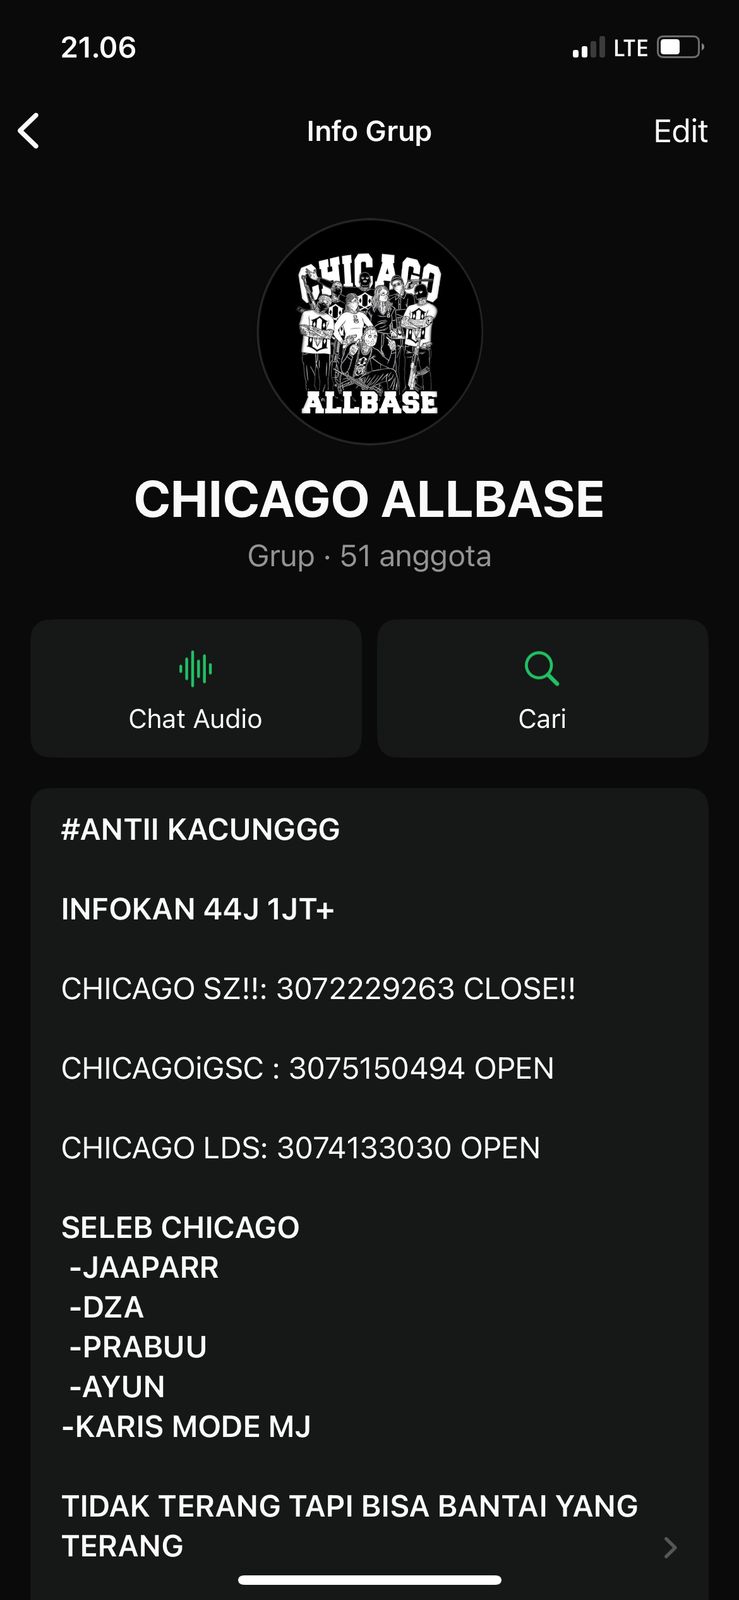 21.06
LTE
Info Grup
Edit
CHICAGO
ALLBASE
CHICAGO ALLBASE
Grup · 51 anggota
Chat Audio
Cari
#ANTII KACUNGGG
INFOKAN 44J 1JT+
CHICAGO SZ!!: 3072229263 CLOSE!!
CHICAGOiGSC : 3075150494 OPEN
CHICAGO LDS: 3074133030 OPEN
SELEB CHICAGO
-JAAPARR
-DZA
-PRABUU
-AYUN
-KARIS MODE MJ
TIDAK TERANG TAPI BISA BANTAI YANG
TERANG